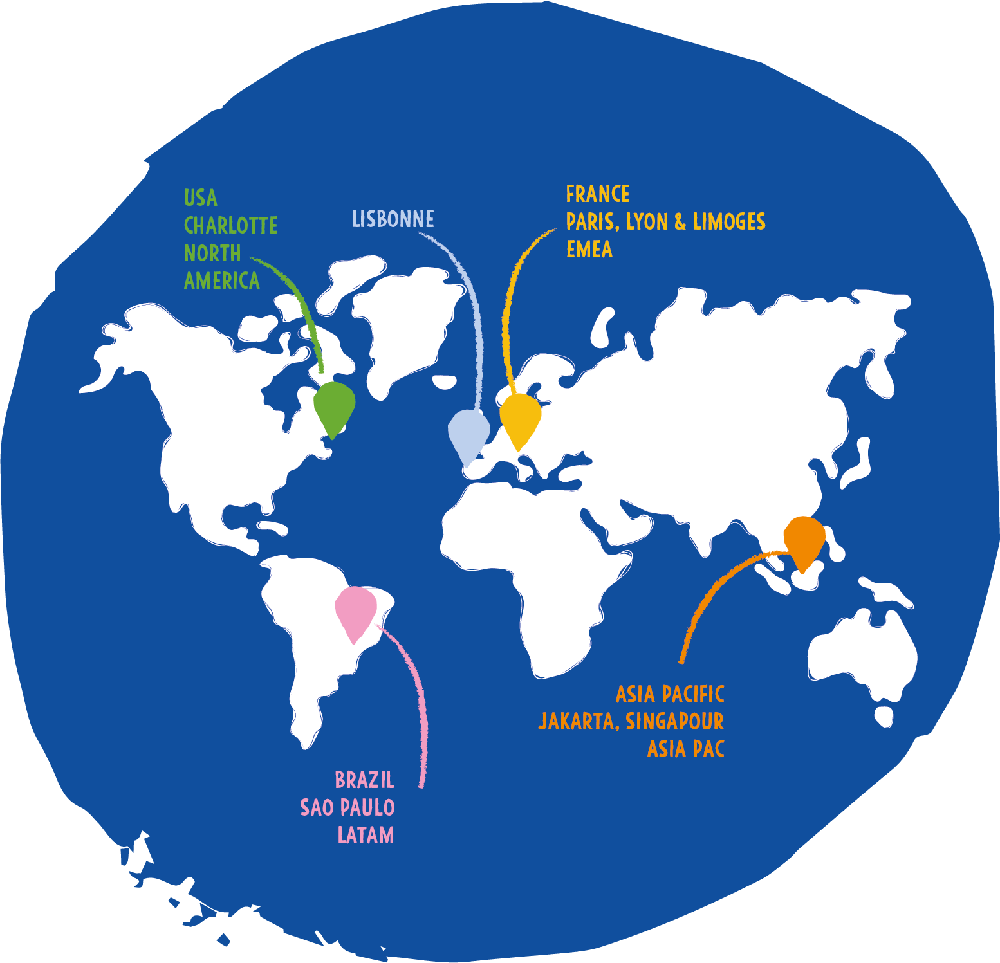 USA
CHARLOTTE
NORTH
AMERICA
LISBONNE
FRANCE
PARIS, LYON & LIMOGES
EMEA
ASIA PACIFIC
JAKARTA, SINGAPOUR
ASIA PAC
BRAZIL
SAO PAULO
LATAM